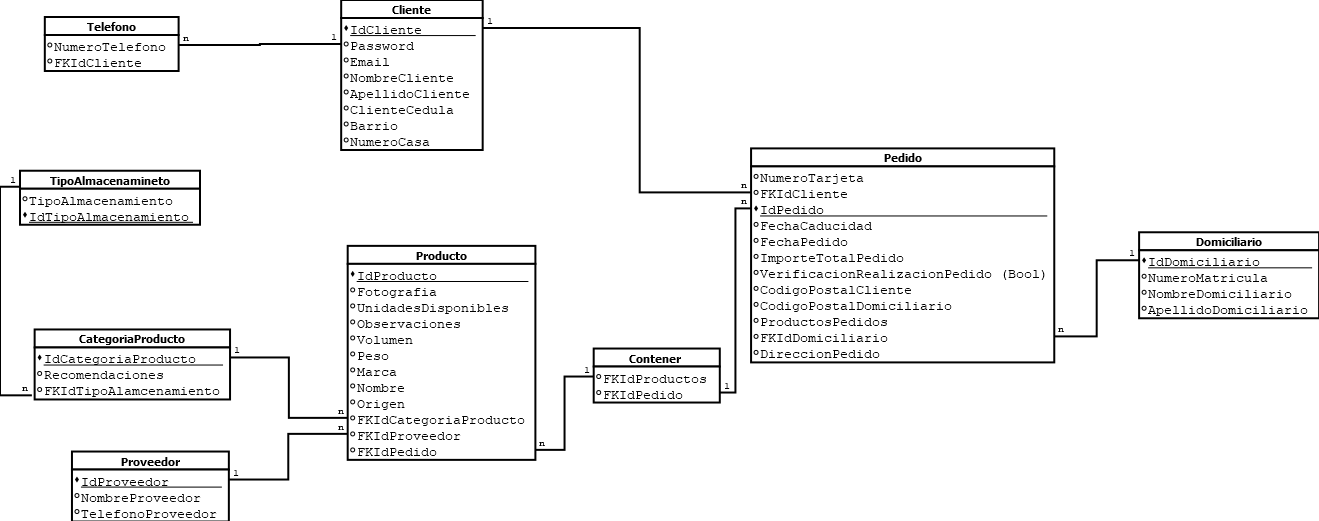 Telefono
NumeroTelefono
FKIdCliente
n
1
Cliente
IdCliente
Password
Email
NombreCliente
ApellidoCliente
ClienteCedula
Barrio
NumeroCasa
1
n
TipoAlmacenamineto
TipoAlmacenamiento
IdTipoAlmacenamiento
1
n
CategoriaProducto
IdCategoriaProducto
Recomendaciones
FKIdTipoAlamcenamiento
1
n
Proveedor
IdProveedor
NombreProveedor
TelefonoProveedor
1
n
Producto
IdProducto
Fotografia
UnidadesDisponibles
Observaciones
Volumen
Peso
Marca
Nombre
Origen
FKIdCategoriaProducto
FKIdProveedor
FKIdPedido
n
1
Contener
FKIdProductos
FKIdPedido
1
n
Pedido
NumeroTarjeta
FKIdCliente
IdPedido
FechaCaducidad
FechaPedido
ImporteTotalPedido
VerificacionRealizacionPedido (Bool)
CodigoPostalCliente
CodigoPostalDomiciliario
ProductosPedidos
FKIdDomiciliario
DireccionPedido
n
1
Domiciliario
IdDomiciliario
NumeroMatricula
NombreDomiciliario
ApellidoDomiciliario